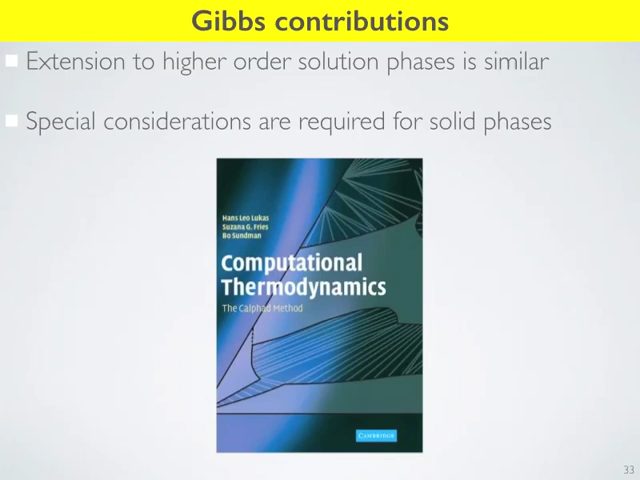 Gibbs contributions
Extension to higher order solution phases is similar
Special considerations are required for solid phases
Hans Leo Lukas
Suzana G. Fries
Bo Sundman
Computational
Thermodynamics
The Calphad Method
CAMBRIDGE
33